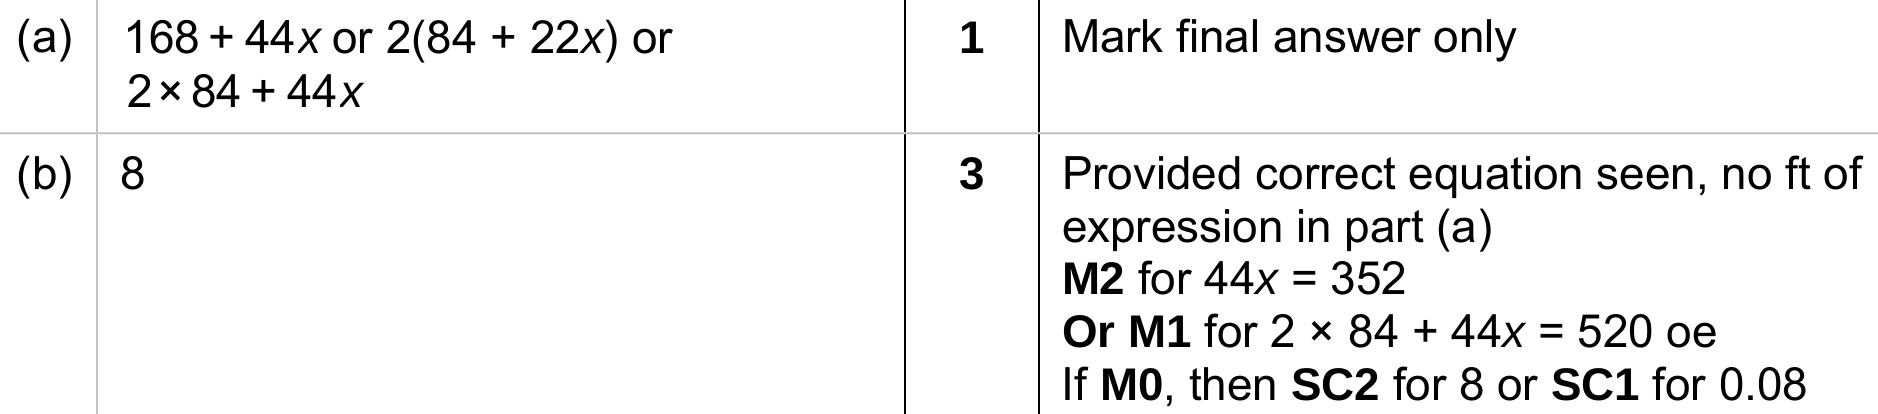 (a) 168 + 44x or 2(84 + 22x) or 1 Mark final answer only
2 × 84 + 44x
(b) 8 3 Provided correct equation seen, no ft of
expression in part (a)
M2 for 44x = 352
Or M1 for 2 × 84 + 44x = 520 oe
If M0, then SC2 for 8 or SC1 for 0.08